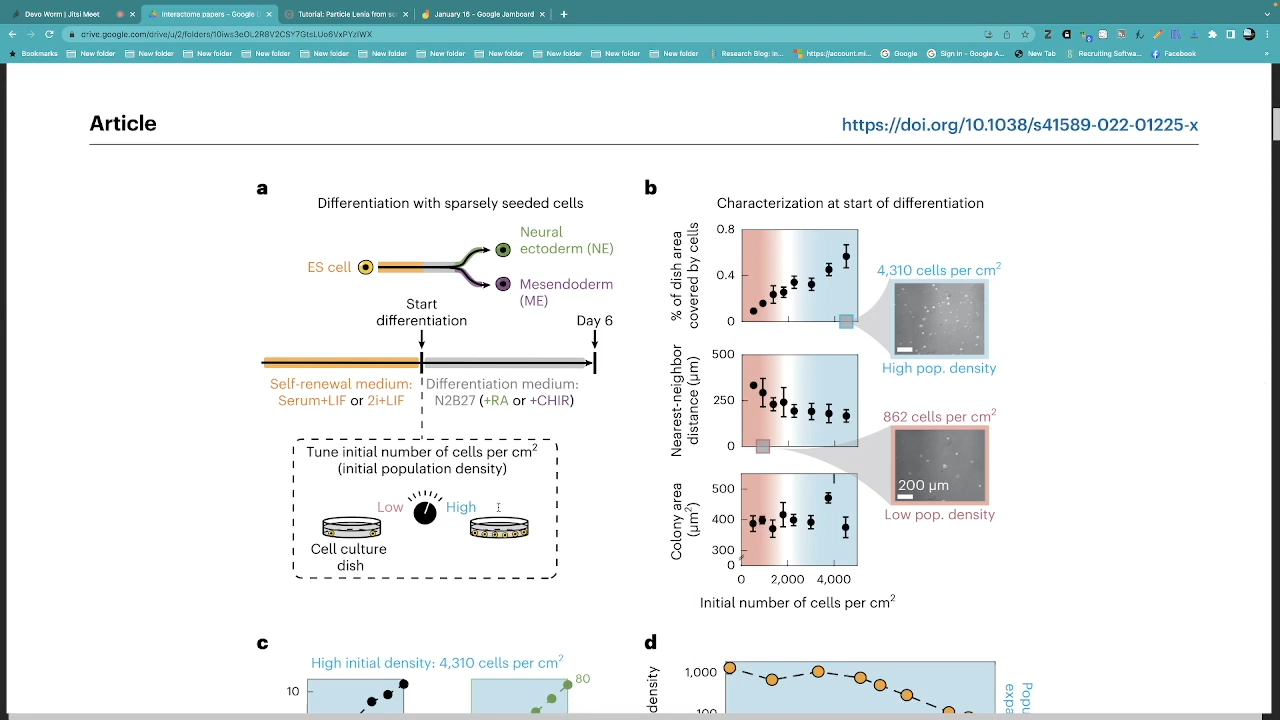 Devo Worm | Jitsi Meet
Interactome papers – Google D
Tutorial: Particle Lenia from sc
January 16 - Google Jamboard
drive.google.com/drive/u/2/folders/
Bookmarks New folder New folder New folder New folder New folder New folder New folder New folder Research Blog: In... https://account.mi... Google Sign in - Google A... New Tab Recruiting Softwa... Facebook
Article
https://doi.org/10.1038/s41589-022-01225-x
a
Differentiation with sparsely seeded cells
ES cell
Neural
ectoderm (NE)
Mesendoderm
(ME)
Start
differentiation
Day 6
Self-renewal medium:
Serum+LIF or 2i+LIF
Differentiation medium:
N2B27 (+RA or +CHIR)
Tune initial number of cells per cm²
(initial population density)
Low
High
Cell culture
dish
b
Characterization at start of differentiation
% of dish area
covered by cells
0.8
0.4
0
4,310 cells per cm²
High pop. density
Nearest-neighbor
distance (μm)
500
250
0
862 cells per cm²
200 μm
Low pop. density
Colony area
(μm²)
500
400
300
0
0 2,000 4,000
Initial number of cells per cm²
c
High initial density: 4,310 cells per cm²
10
80
d
density
1,000
100
Popu
expa